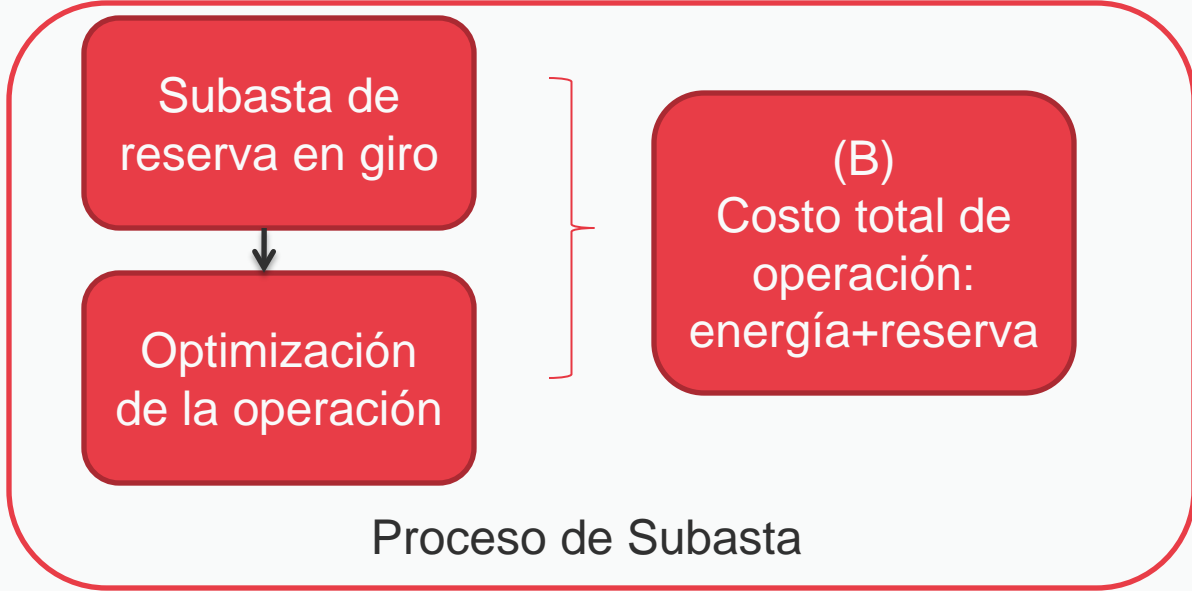 Subasta de
reserva en giro
Optimización
de la operación
(B)
Costo total de
operación:
energía+reserva
Proceso de Subasta